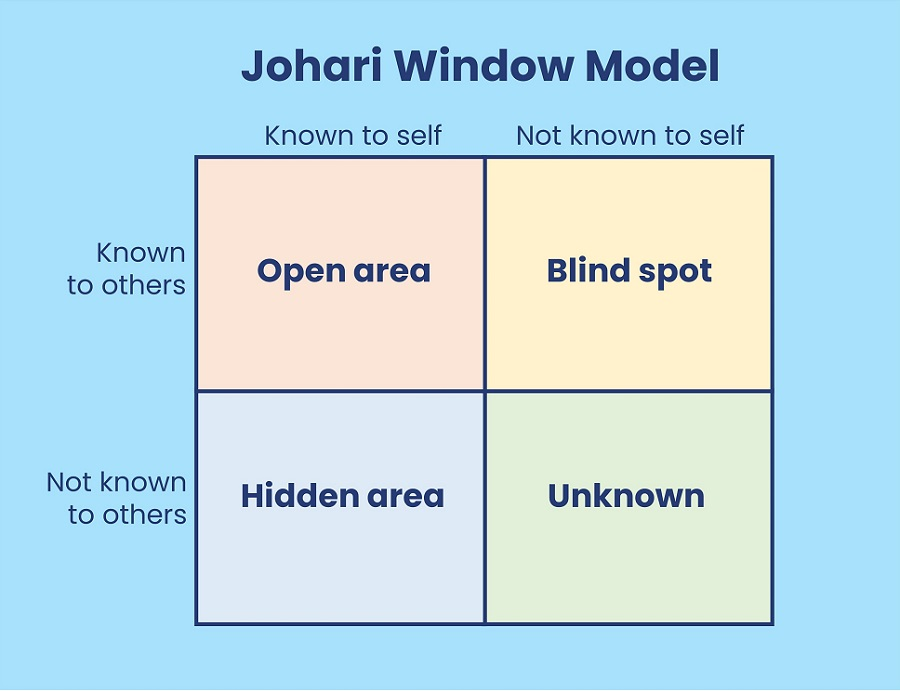 Johari Window Model
Known to self
Not known to self
Known
to others
Open area
Blind spot
Not known
to others
Hidden area
Unknown